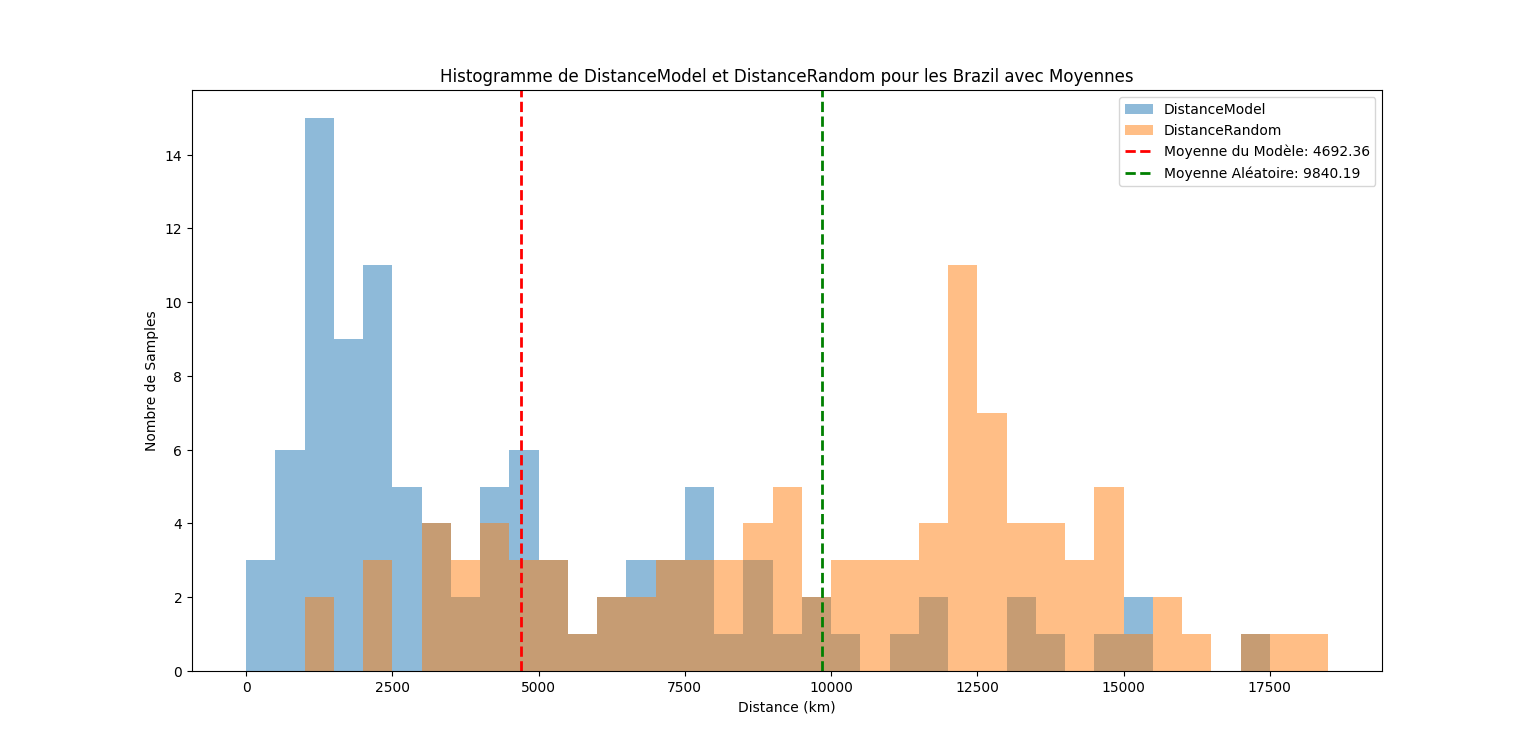 Histogramme de DistanceModel et DistanceRandom pour les Brazil avec Moyennes
DistanceModel
DistanceRandom
Moyenne du Modèle: 4692.36
Moyenne Aléatoire: 9840.19
Nombre de Samples
14
12
10
8
6
4
2
0
0 2500 5000 7500 10000 12500 15000 17500
Distance (km)